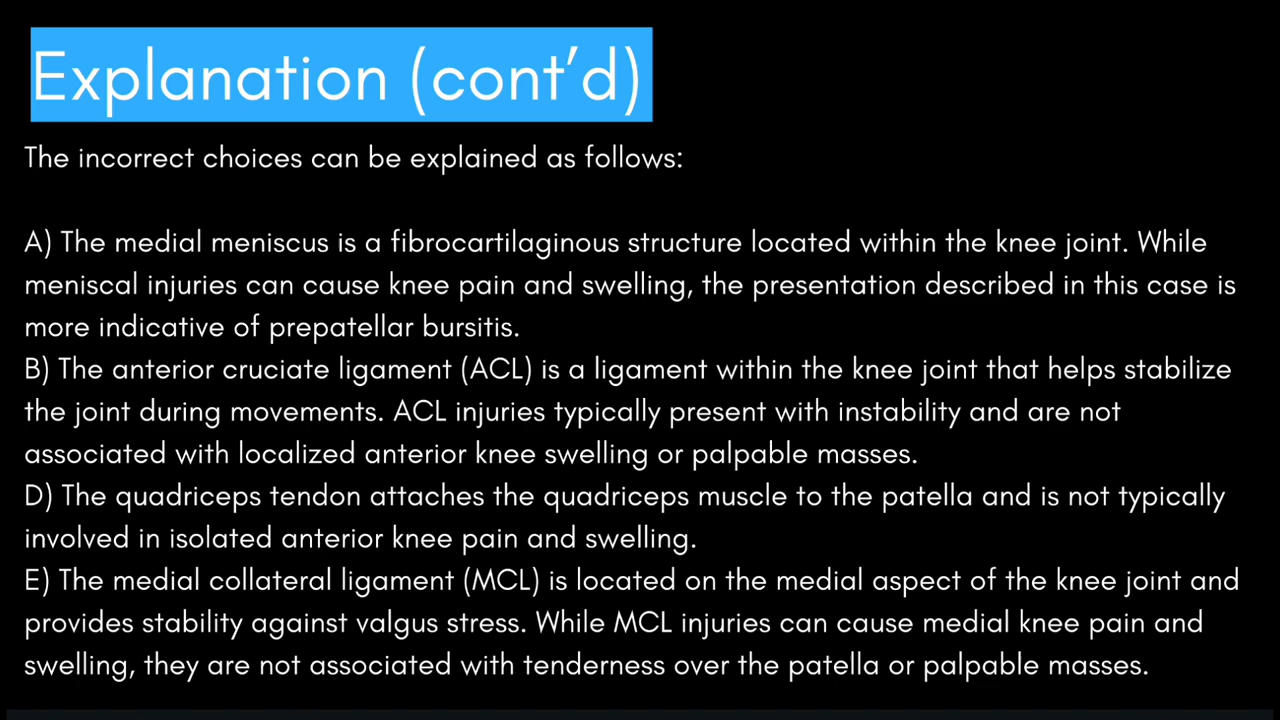 Explanation (cont’d)
The incorrect choices can be explained as follows:
A) The medial meniscus is a fibrocartilaginous structure located within the knee joint. While
meniscal injuries can cause knee pain and swelling, the presentation described in this case is
more indicative of prepatellar bursitis.
B) The anterior cruciate ligament (ACL) is a ligament within the knee joint that helps stabilize
the joint during movements. ACL injuries typically present with instability and are not
associated with localized anterior knee swelling or palpable masses.
D) The quadriceps tendon attaches the quadriceps muscle to the patella and is not typically
involved in isolated anterior knee pain and swelling.
E) The medial collateral ligament (MCL) is located on the medial aspect of the knee joint and
provides stability against valgus stress. While MCL injuries can cause medial knee pain and
swelling, they are not associated with tenderness over the patella or palpable masses.